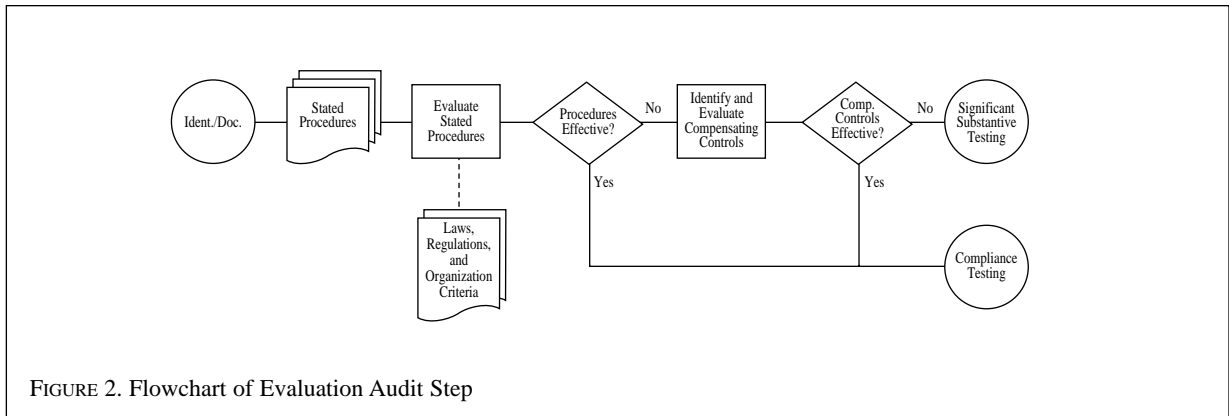 Ident./Doc.
Stated
Procedures
Evaluate
Stated
Procedures
Procedures
Effective?
No
Yes
Identify and
Evaluate
Compensating
Controls
Comp.
Controls
Effective?
No
Yes
Significant
Substantive
Testing
Laws,
Regulations,
and
Organization
Criteria
Compliance
Testing
FIGURE 2. Flowchart of Evaluation Audit Step